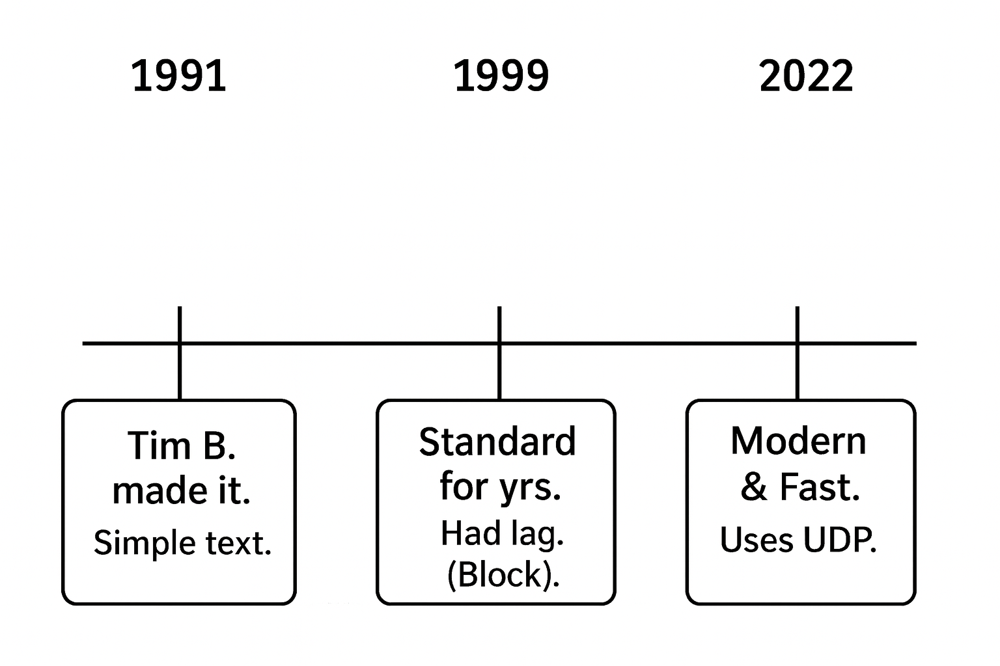 1991
1999
2022
Tim B.
made it.
Simple text.
Standard
for yrs.
Had lag.
(Block).
Modern
& Fast.
Uses UDP.